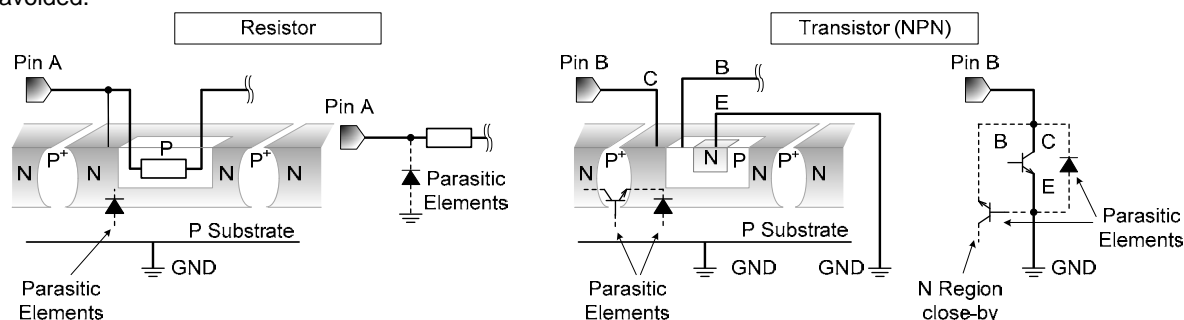 avoided.
Resistor
Transistor (NPN)
Pin A
Pin A
N
P+
N
P
N
P+
N
Parasitic
Elements
P Substrate
GND
Parasitic
Elements
Pin B
C
B
E
N
P+
N
N
P
N
P+
N
P Substrate
GND
GND
Parasitic
Elements
Pin B
B
C
E
Parasitic
Elements
GND
N Region
close-by